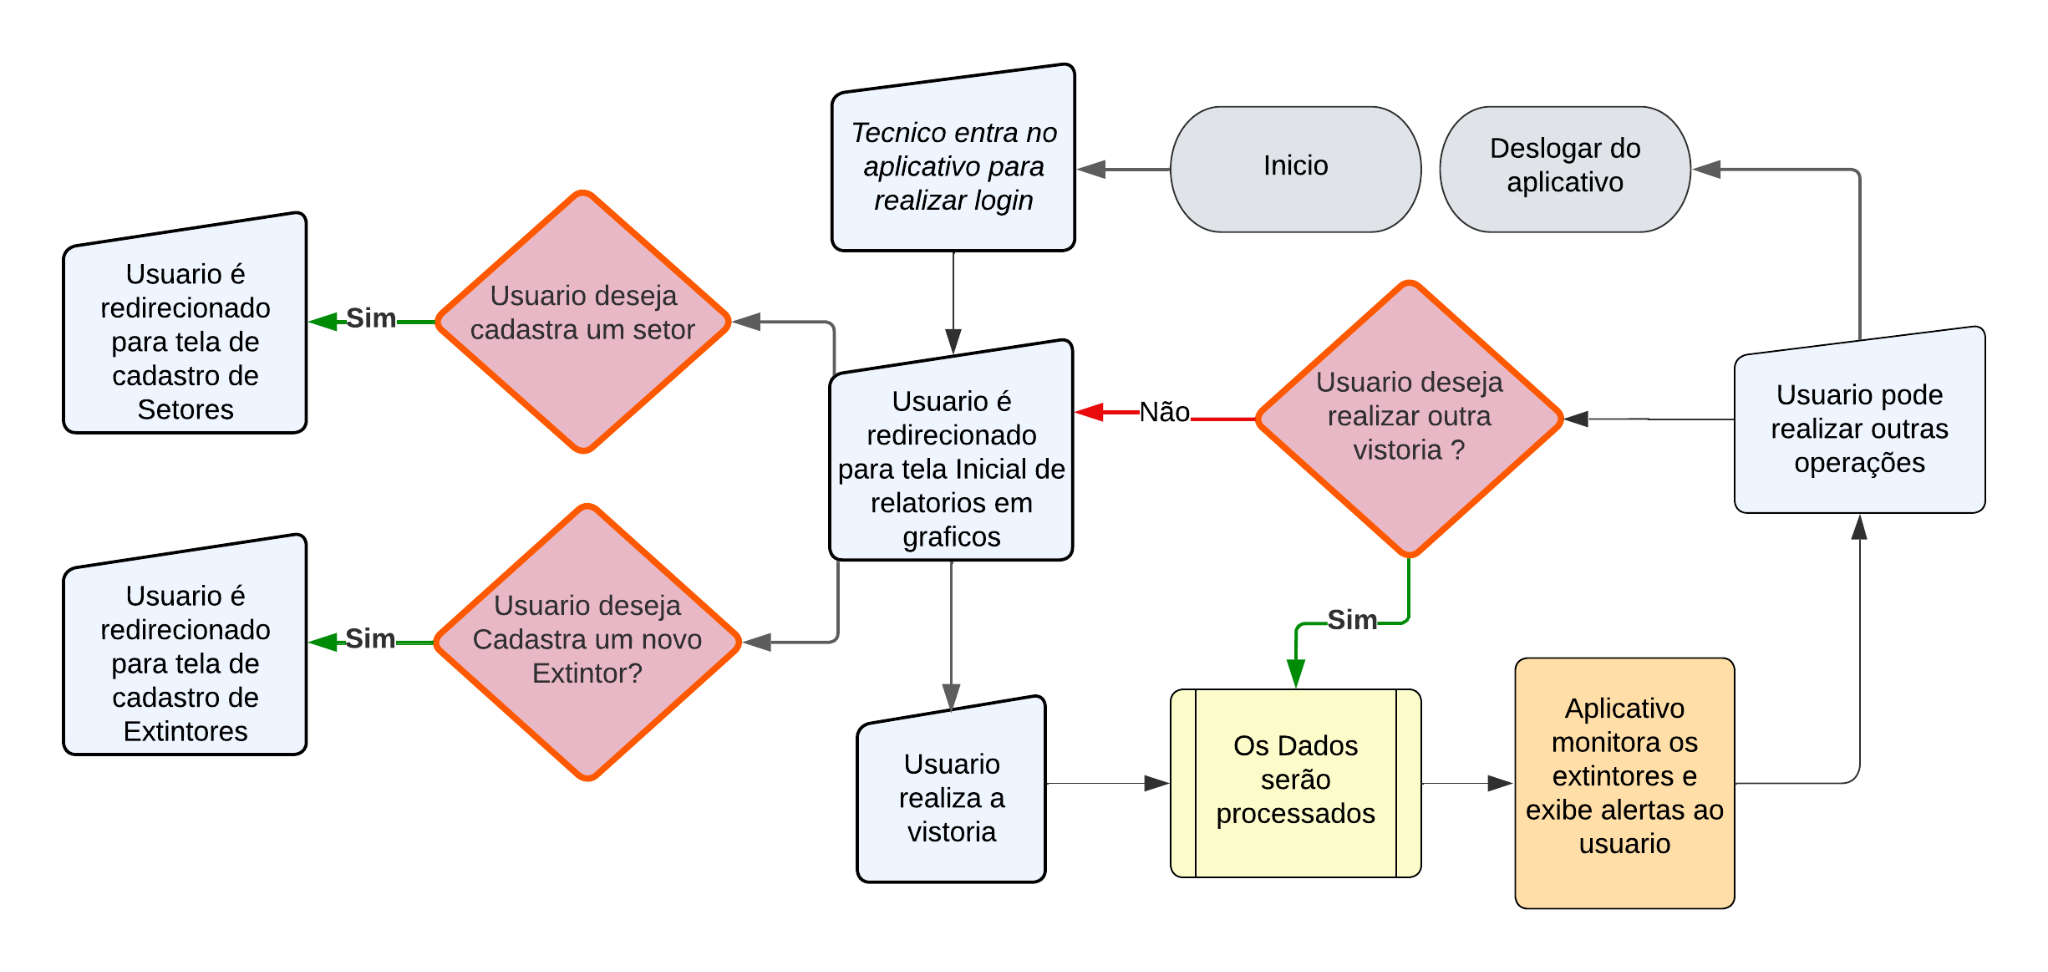 Tecnico entra no
aplicativo para
realizar login
Inicio
Deslogar do
aplicativo
Usuario é
redirecionado
para tela de
cadastro de
Setores
Sim
Usuario deseja
cadastra um setor
Usuario é
redirecionado
para tela Inicial de
relatorios em
graficos
Não
Usuario deseja
realizar outra
vistoria ?
Usuario pode
realizar outras
operações
Usuario é
redirecionado
para tela de
cadastro de
Extintores
Sim
Usuario deseja
Cadastra um novo
Extintor?
Sim
Usuario
realiza a
vistoria
Os Dados
serão
processados
Aplicativo
monitora os
extintores e
exibe alertas ao
usuario